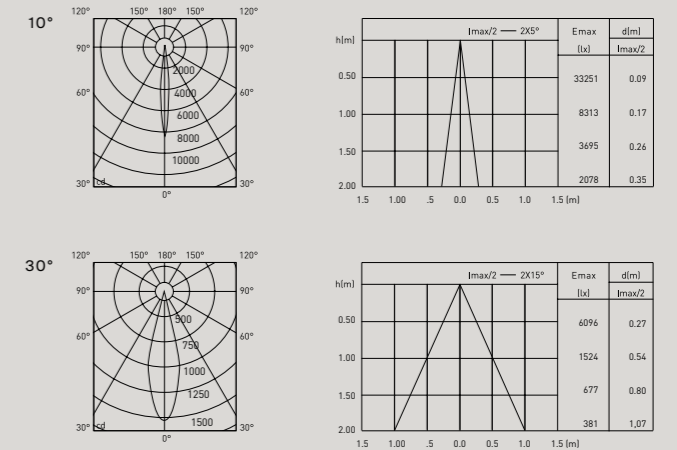 10°
120° 150° 180° 150° 120°
90° 90°
2000
60° 4000 60°
6000
8000
10000
30° cd 30°
0°
Imax/2 — 2X5° Emax d(m)
h(m) (lx) Imax/2
0.50 33251 0.09
1.00 8313 0.17
1.50 3695 0.26
2.00 2078 0.35
1.5 1.00 .5 0.0 .5 1.00 1.5 (m)
30°
120° 150° 180° 150° 120°
90° 90°
500
60° 750 60°
1000
1250
1500
30° cd 30°
0°
Imax/2 — 2X15° Emax d(m)
h(m) (lx) Imax/2
0.50 6096 0.27
1.00 1524 0.54
1.50 677 0.80
2.00 381 1,07
1.5 1.00 .5 0.0 .5 1.00 1.5 (m)